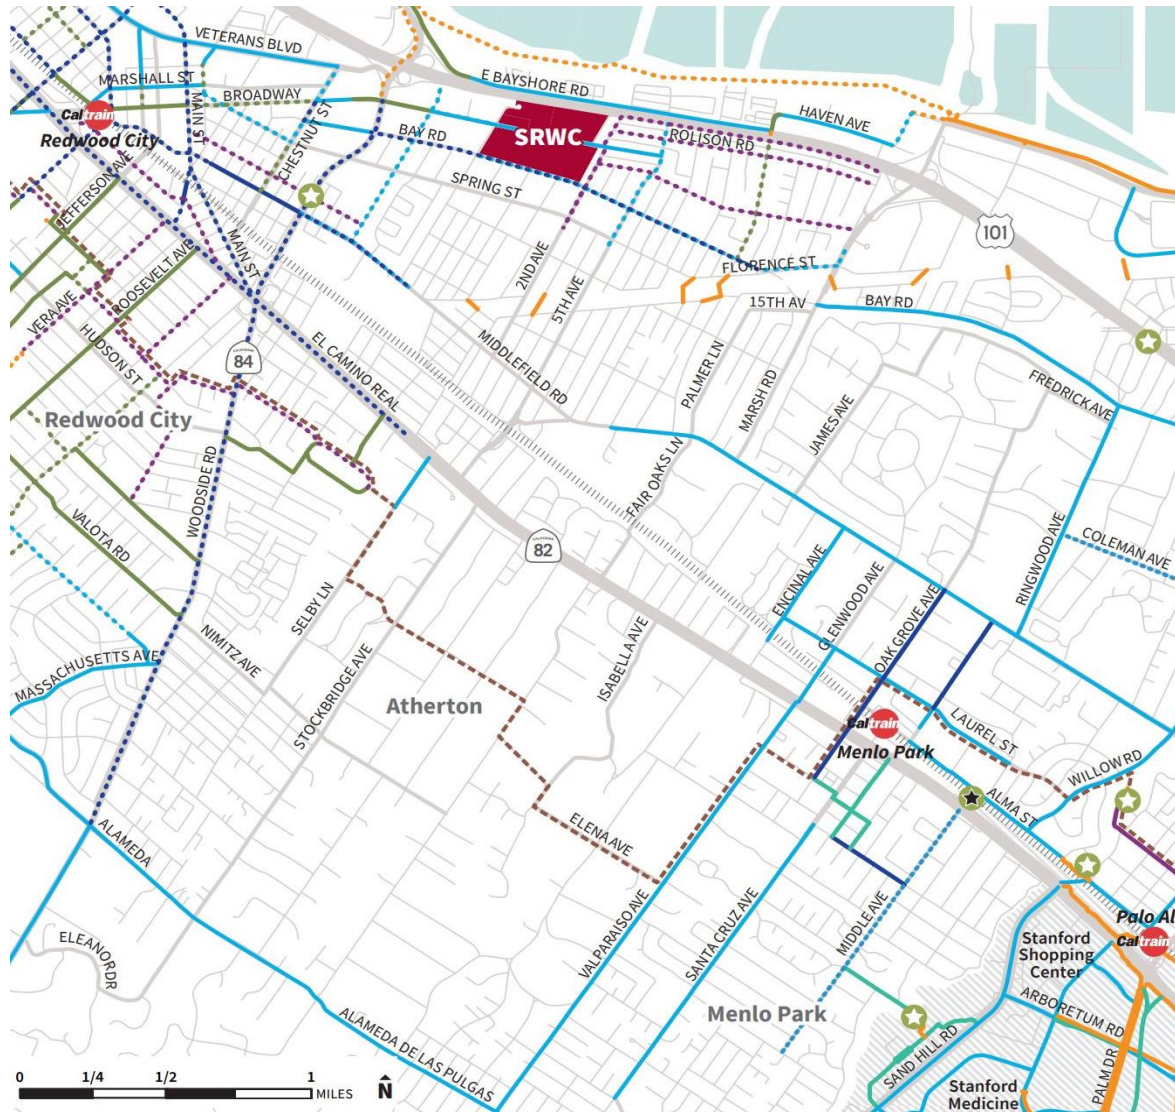 VETERANS BLVD
MARSHALL ST
BROADWAY
MAIN ST
CHESTNUT ST
E BAYSHORE RD
HAVEN AVE
Caltrain
Redwood City
BAY RD
SRWC
ROLISON RD
JEFFERSON AVE
SPRING ST
101
MAIN ST
2ND AVE
5TH AVE
FLORENCE ST
ROOSEVELT AVE
15TH AV
BAY RD
VERA AVE
HUDSON ST
84
EL CAMINO REAL
MIDDLEFIELD RD
PALMER LN
MARSH RD
JAMES AVE
FREDRICK AVE
Redwood City
WOODSIDE RD
FAIR OAKS LN
VALOTA RD
82
COLEMAN AVE
RINGWOOD AVE
ENCINAL AVE
GLENWOOD AVE
OAK GROVE AVE
SELBY LN
NIMITZ AVE
ISABELLA AVE
MASSACHUSETTS AVE
STOCKBRIDGE AVE
Atherton
Caltrain
Menlo Park
LAUREL ST
WILLOW RD
ALMA ST
ALAMEDA
ELENA AVE
VALPARAISO AVE
SANTA CRUZ AVE
MIDDLE AVE
Palo Al
Caltrain
ELEANOR DR
Stanford
Shopping
Center
ARBORETUM RD
Menlo Park
SAND HILL RD
PALM DR
ALAMEDA DE LAS PULGAS
Stanford
Medicine
0 1/4 1/2 1
MILES
N